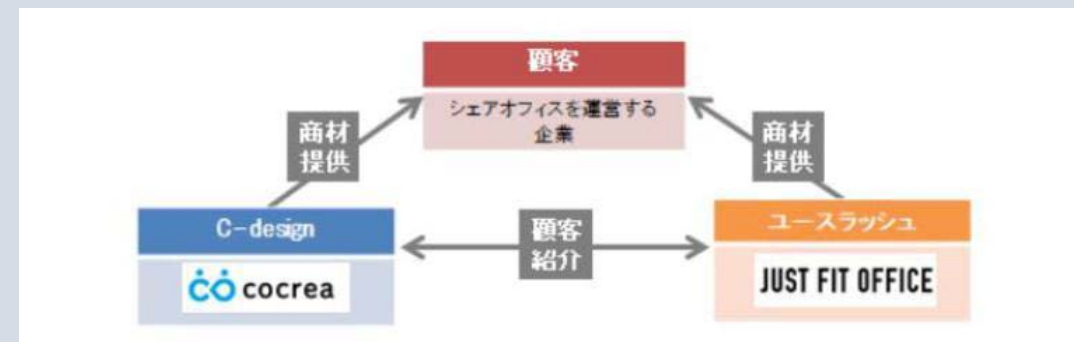 顧客
シェアオフィスを運営する
企業
商材
提供
商材
提供
C-design
cocrea
顧客
紹介
ユースラッシュ
JUST FIT OFFICE